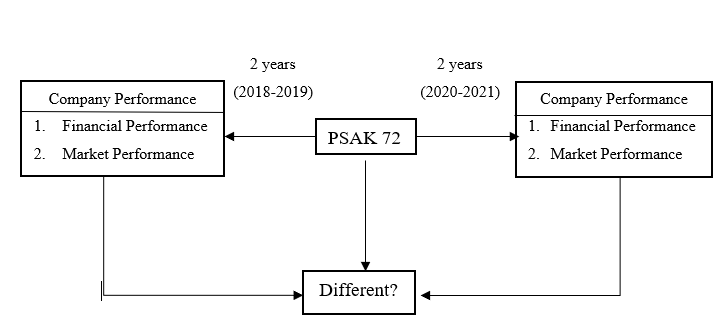 2 years
(2018-2019)
2 years
(2020-2021)
Company Performance
1. Financial Performance
2. Market Performance
PSAK 72
Company Performance
1. Financial Performance
2. Market Performance
Different?